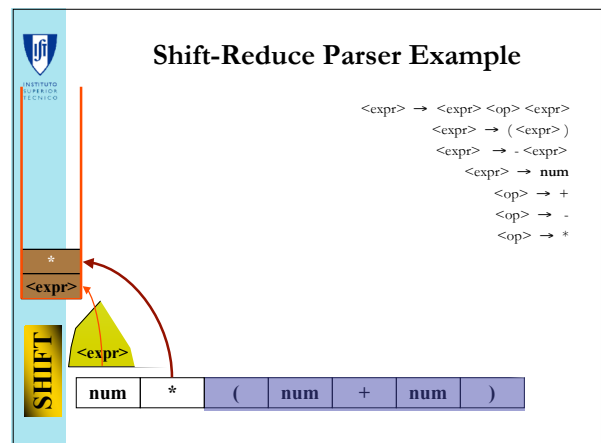 Shift-Reduce Parser Example
INSTITUTO
SUPERIOR
TÉCNICO
<expr> → <expr> <op> <expr>
<expr> → ( <expr> )
<expr> → - <expr>
<expr> → num
<op> → +
<op> → -
<op> → *
*
<expr>
<expr>
SHIFT
num * ( num + num )